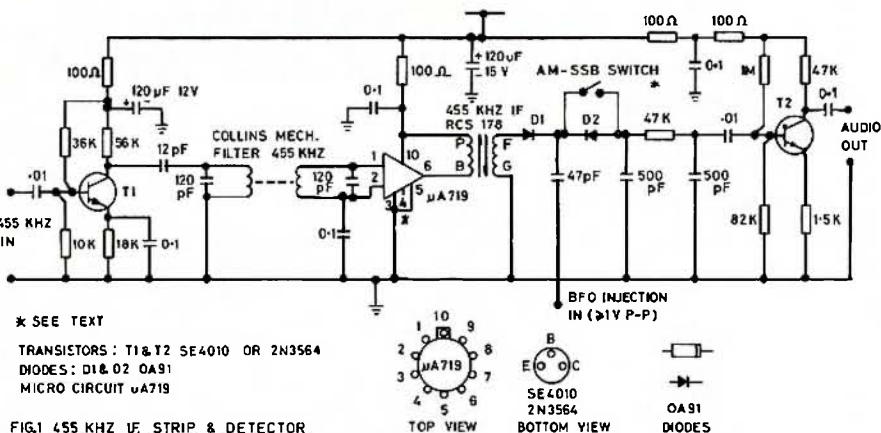 100Ω 100Ω
100Ω
120µF 12V
36K
56K
12pF
.01
T1
455 KHZ
IN
10K
18K
0.1
COLLINS MECH.
FILTER 455 KHZ
120
pF
120
pF
0.1
0.1
100Ω
120uF
15 V
1
2
3
4
5
6
10
*
µA719
455 KHZ IF
RCS 178
P
B
F
G
D1
AM-SSB SWITCH *
D2
47pF
47K
500
pF
500
pF
.01
0.1
1M
47K
T2
0.1
AUDIO
OUT
82K
1.5K
BFO INJECTION
IN (≥1V P-P)
* SEE TEXT
TRANSISTORS: T1 & T2 SE4010 OR 2N3564
DIODES: D1 & D2 OA91
MICRO CIRCUIT uA719
FIG.1 455 KHZ I.F. STRIP & DETECTOR
10
1
9
2
8
3
7
4
6
5
µA719
TOP VIEW
B
E
C
SE4010
2N3564
BOTTOM VIEW
OA91
DIODES